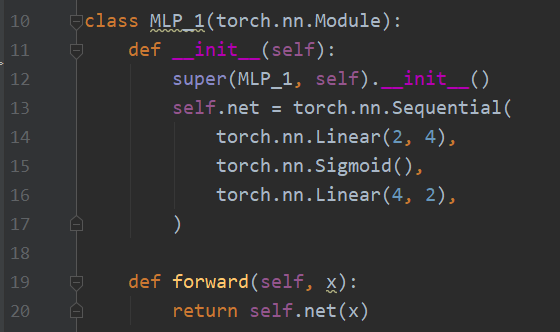 10 class MLP_1(torch.nn.Module):
11     def __init__(self):
12         super(MLP_1, self).__init__()
13         self.net = torch.nn.Sequential(
14             torch.nn.Linear(2, 4),
15             torch.nn.Sigmoid(),
16             torch.nn.Linear(4, 2),
17         )
18
19     def forward(self, x):
20         return self.net(x)